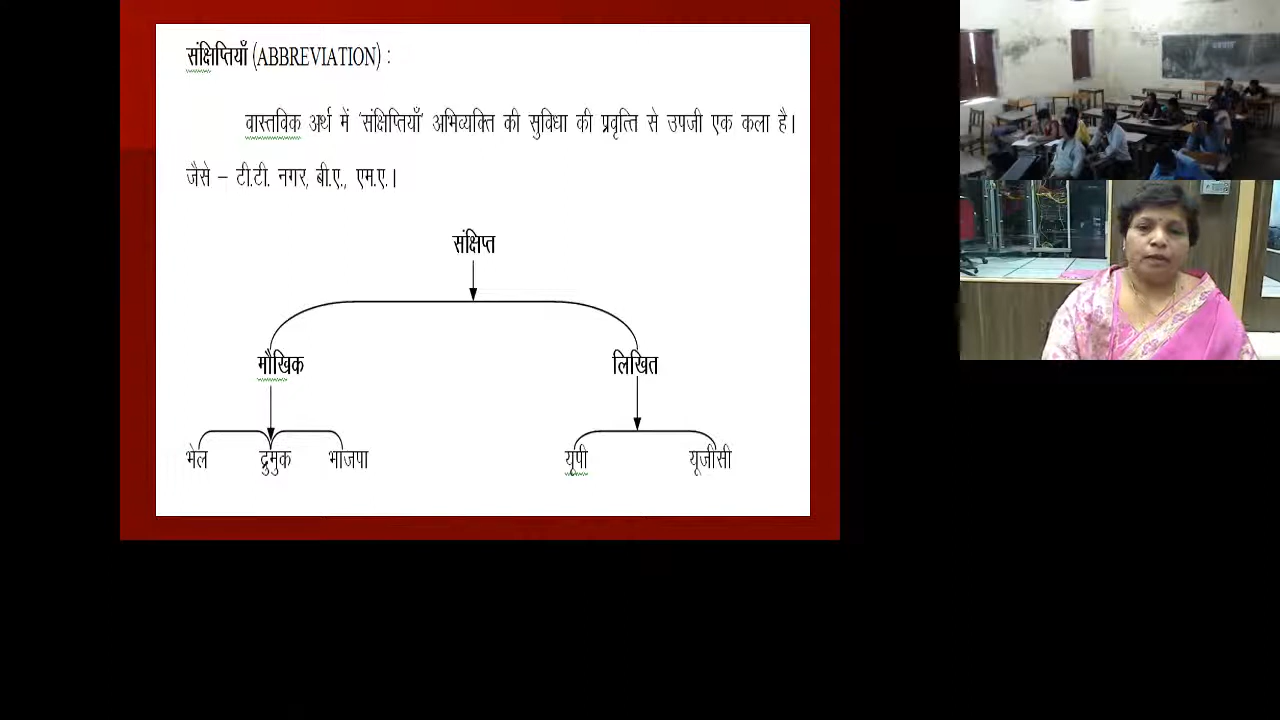 संक्षिप्तियाँ (ABBREVIATION) :
वास्तविक अर्थ में 'संक्षिप्तियाँ' अभिव्यक्ति की सुविधा की प्रवृत्ति से उपजी एक कला है।
जैसे – टी.टी. नगर, बी.ए., एम.ए.।
संक्षिप्त
मौखिक लिखित
भेल द्रुमुक भाजपा यूपी यूजीसी